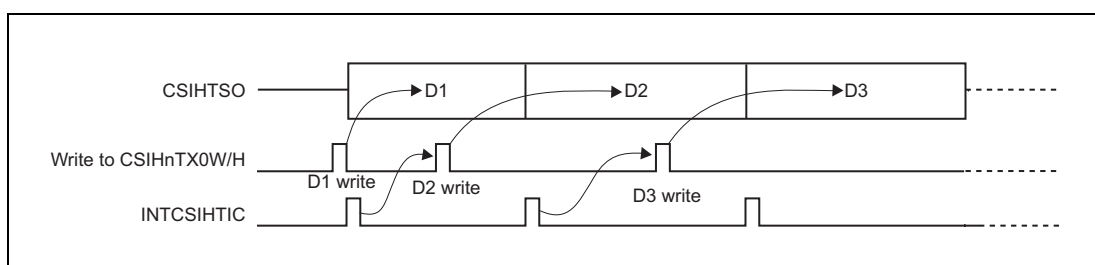 CSIHTSO
D1
D2
D3
Write to CSIHnTX0W/H
D1 write
D2 write
D3 write
INTCSIHTIC